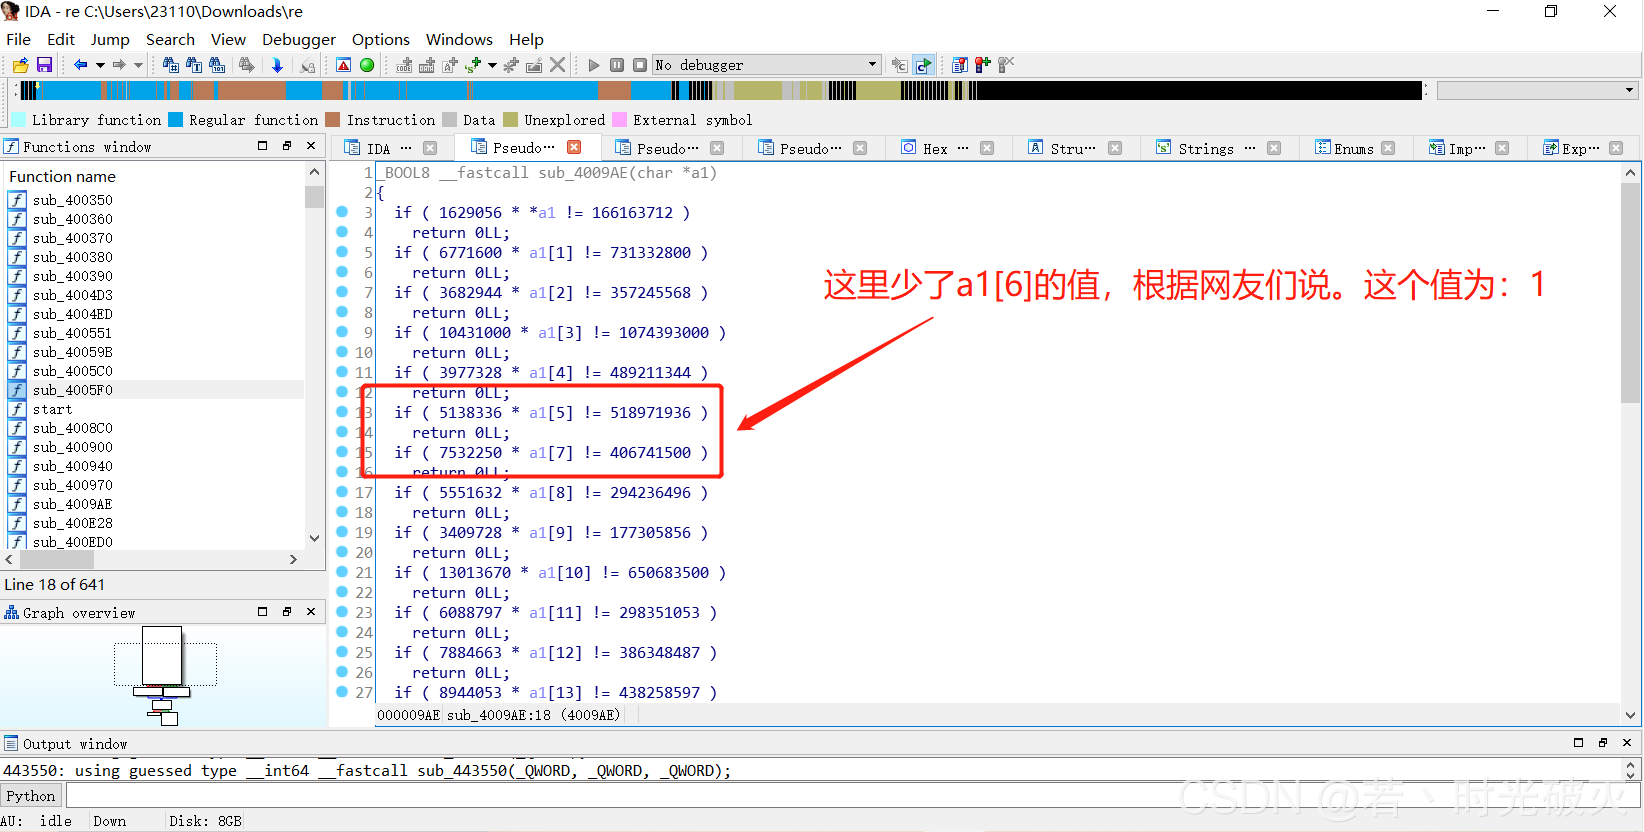 IDA - re C:\Users\23110\Downloads\re
File Edit Jump Search View Debugger Options Windows Help
No debugger
Library function Regular function Instruction Data Unexplored External symbol
Functions window
IDA ··· Pseudo··· Pseudo··· Pseudo··· Hex ··· Stru··· Strings ··· Enums Imp··· Exp···
Function name
sub_400350
sub_400360
sub_400370
sub_400380
sub_400390
sub_4004D3
sub_4004ED
sub_400551
sub_40059B
sub_4005C0
sub_4005F0
start
sub_4008C0
sub_400900
sub_400940
sub_400970
sub_4009AE
sub_400E28
sub_400ED0
Line 18 of 641
Graph overview
1 _BOOL8 __fastcall sub_4009AE(char *a1)
2 {
3 if ( 1629056 * *a1 != 166163712 )
4 return 0LL;
5 if ( 6771600 * a1[1] != 731332800 )
6 return 0LL;
7 if ( 3682944 * a1[2] != 357245568 )
8 return 0LL;
9 if ( 10431000 * a1[3] != 1074393000 )
10 return 0LL;
11 if ( 3977328 * a1[4] != 489211344 )
12 return 0LL;
13 if ( 5138336 * a1[5] != 518971936 )
14 return 0LL;
15 if ( 7532250 * a1[7] != 406741500 )
16 return 0LL;
17 if ( 5551632 * a1[8] != 294236496 )
18 return 0LL;
19 if ( 3409728 * a1[9] != 177305856 )
20 return 0LL;
21 if ( 13013670 * a1[10] != 650683500 )
22 return 0LL;
23 if ( 6088797 * a1[11] != 298351053 )
24 return 0LL;
25 if ( 7884663 * a1[12] != 386348487 )
26 return 0LL;
27 if ( 8944053 * a1[13] != 438258597 )
这里少了a1[6]的值，根据网友们说。这个值为：1
000009AE sub_4009AE:18 (4009AE)
Output window
443550: using guessed type __int64 __fastcall sub_443550(_QWORD, _QWORD, _QWORD);
Python
AU: idle Down Disk: 8GB
CSDN @若丶时光破灭